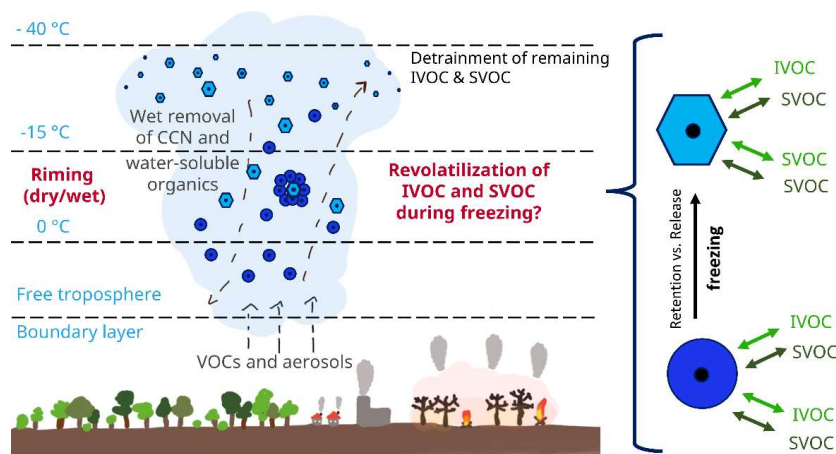 - 40 °C
Detrainment of remaining
IVOC & SVOC
Wet removal
of CCN and
water-soluble
organics
-15 °C
Riming
(dry/wet)
Revolatilization of
IVOC and SVOC
during freezing?
0 °C
Free troposphere
Boundary layer
VOCs and aerosols
IVOC
SVOC
SVOC
SVOC
Retention vs. Release
freezing
IVOC
SVOC
IVOC
SVOC